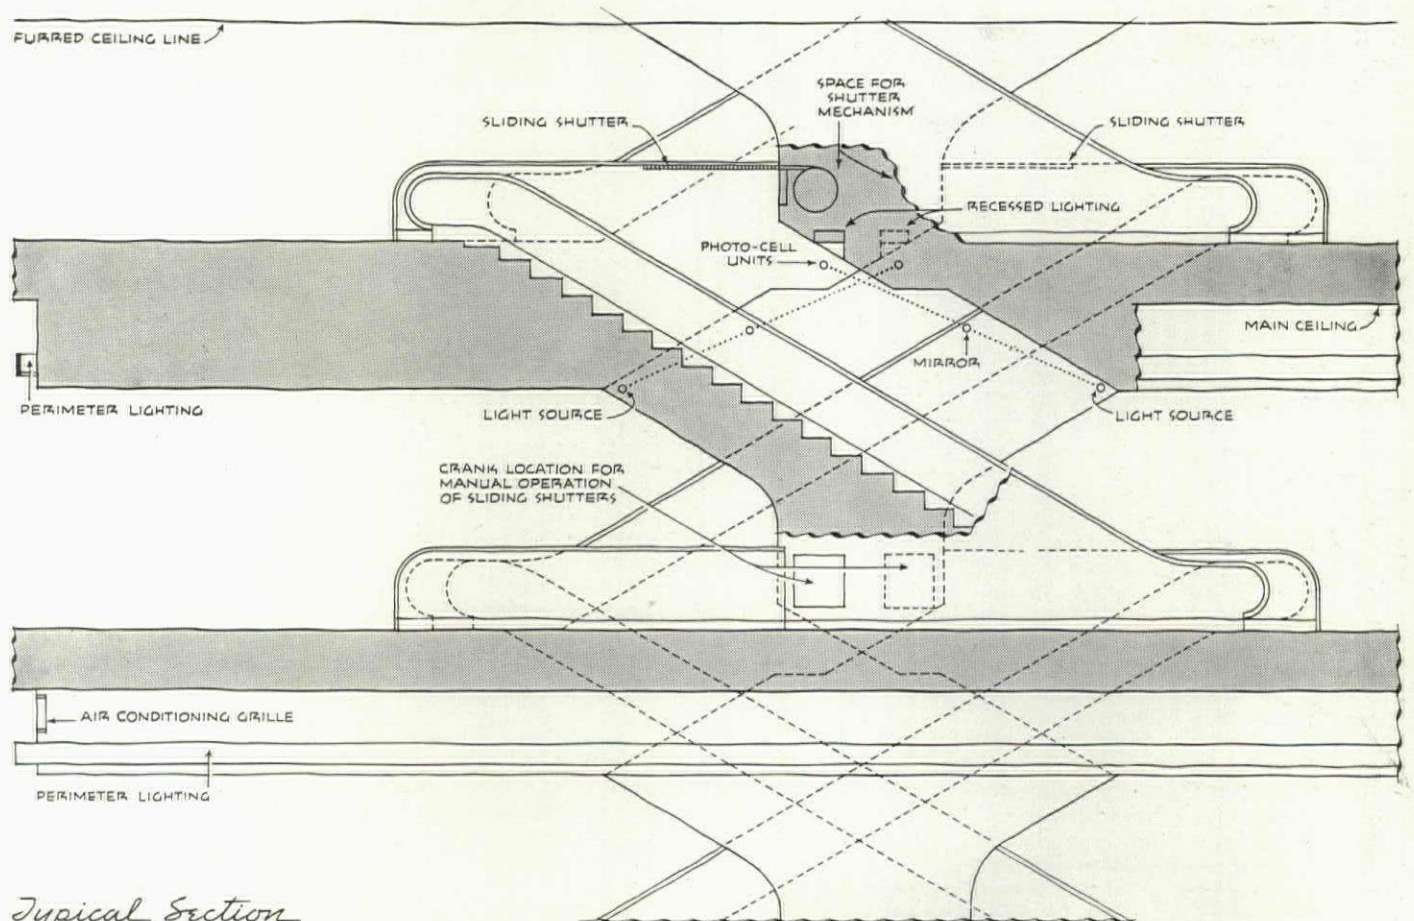 FURRED CEILING LINE
SPACE FOR
SHUTTER
MECHANISM
SLIDING SHUTTER
SLIDING SHUTTER
RECESSED LIGHTING
PHOTO-CELL
UNITS
MAIN CEILING
MIRROR
PERIMETER LIGHTING
LIGHT SOURCE
LIGHT SOURCE
CRANK LOCATION FOR
MANUAL OPERATION
OF SLIDING SHUTTERS
AIR CONDITIONING GRILLE
PERIMETER LIGHTING
Typical Section